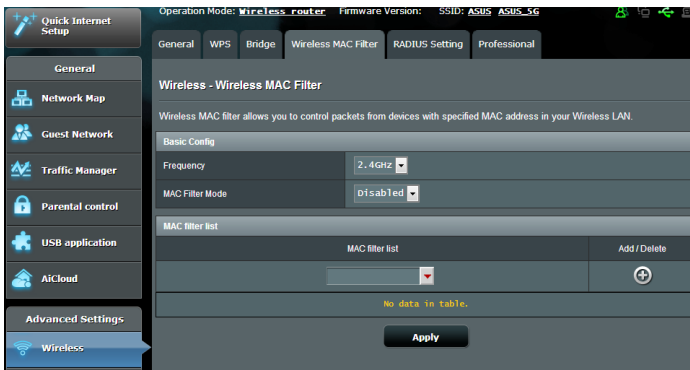 Quick Internet
Setup
Operation Mode: Wireless router Firmware Version: SSID: ASUS ASUS_5G
General WPS Bridge Wireless MAC Filter RADIUS Setting Professional
General
Network Map
Guest Network
Traffic Manager
Parental control
USB application
AiCloud
Advanced Settings
Wireless
Wireless - Wireless MAC Filter
Wireless MAC filter allows you to control packets from devices with specified MAC address in your Wireless LAN.
Basic Config
Frequency 2.4GHz
MAC Filter Mode Disabled
MAC filter list
MAC filter list Add / Delete
No data in table.
Apply